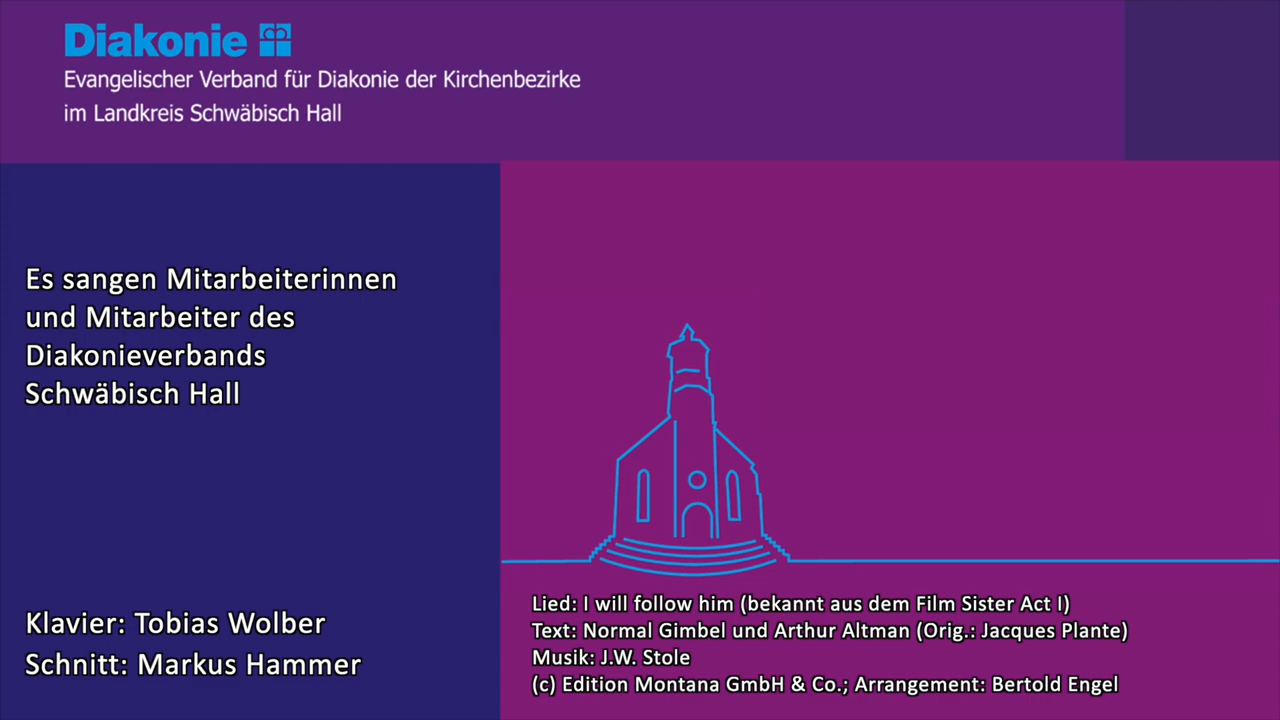 Diakonie
Evangelischer Verband für Diakonie der Kirchenbezirke
im Landkreis Schwäbisch Hall
Es sangen Mitarbeiterinnen
und Mitarbeiter des
Diakonieverbands
Schwäbisch Hall
Klavier: Tobias Wolber
Schnitt: Markus Hammer
Lied: I will follow him (bekannt aus dem Film Sister Act I)
Text: Normal Gimbel und Arthur Altman (Orig.: Jacques Plante)
Musik: J.W. Stole
(c) Edition Montana GmbH & Co.; Arrangement: Bertold Engel